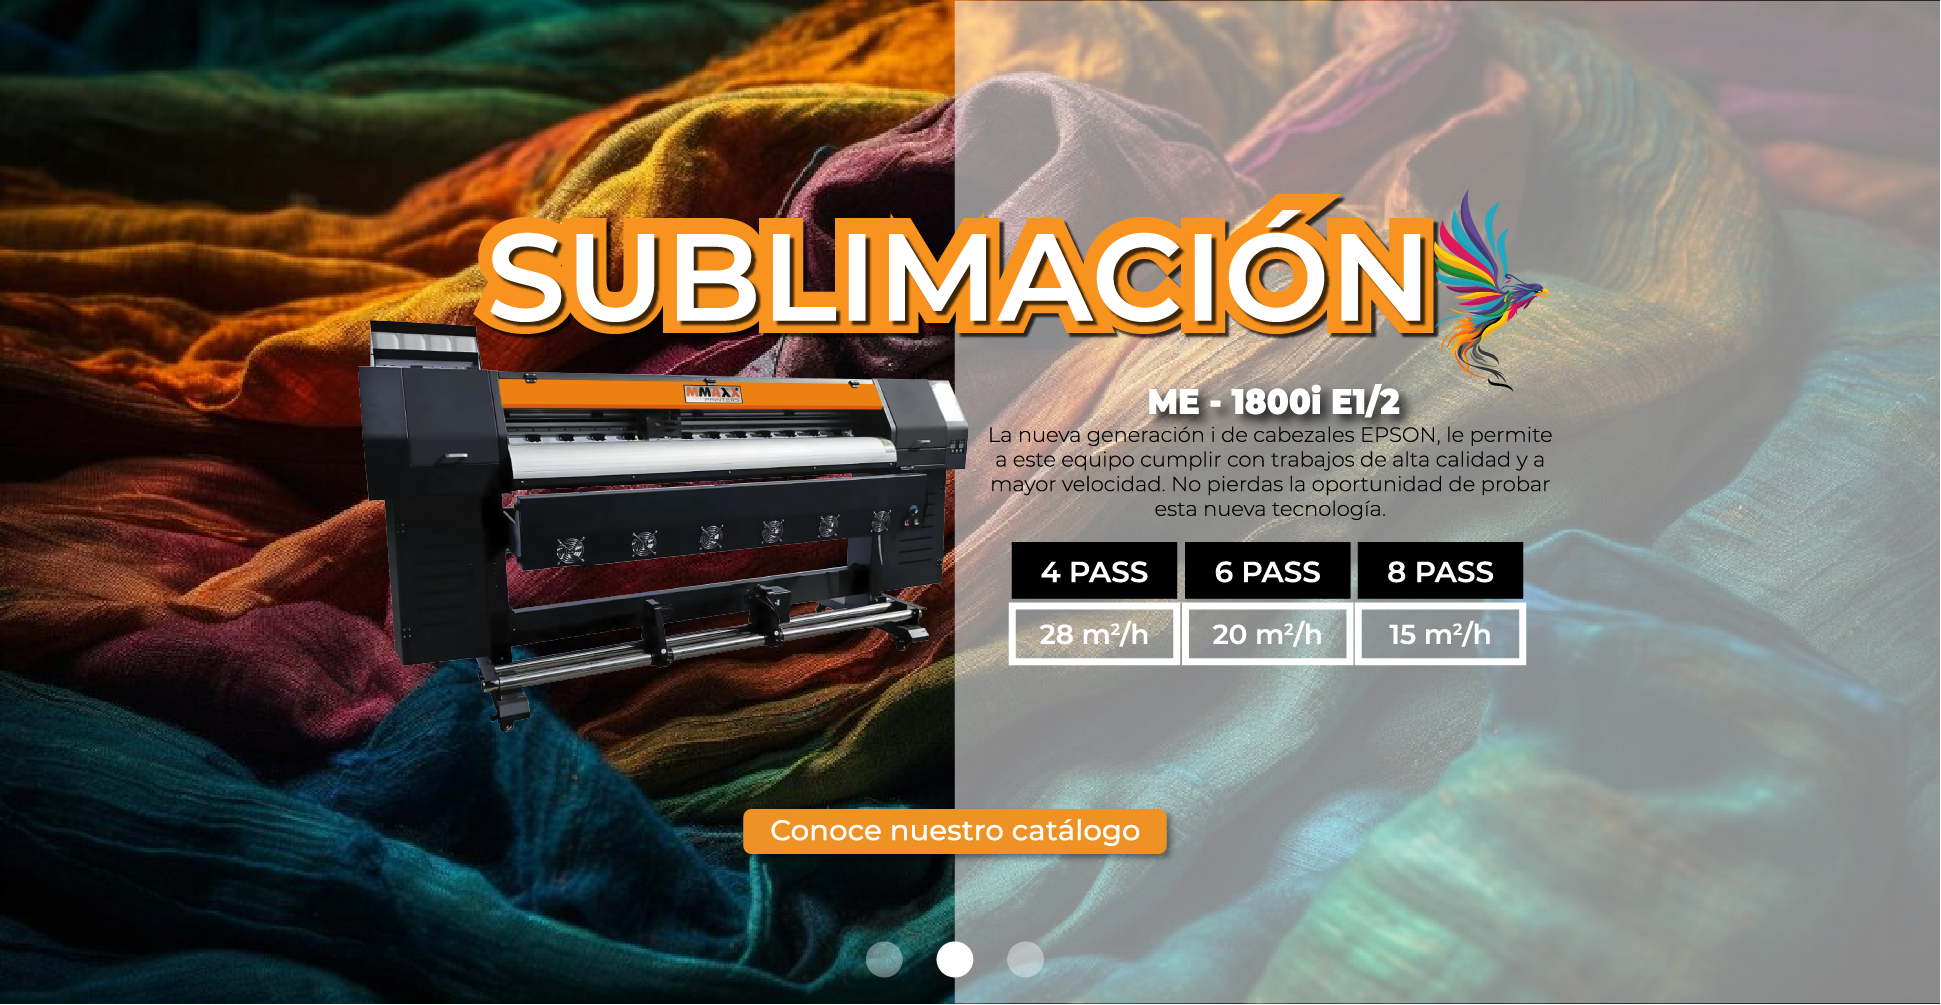 SUBLIMACIÓN
MMAXX
PRINTERS
ME - 1800i E1/2
La nueva generación i de cabezales EPSON, le permite
a este equipo cumplir con trabajos de alta calidad y a
mayor velocidad. No pierdas la oportunidad de probar
esta nueva tecnología.
4 PASS 6 PASS 8 PASS
28 m²/h 20 m²/h 15 m²/h
Conoce nuestro catálogo